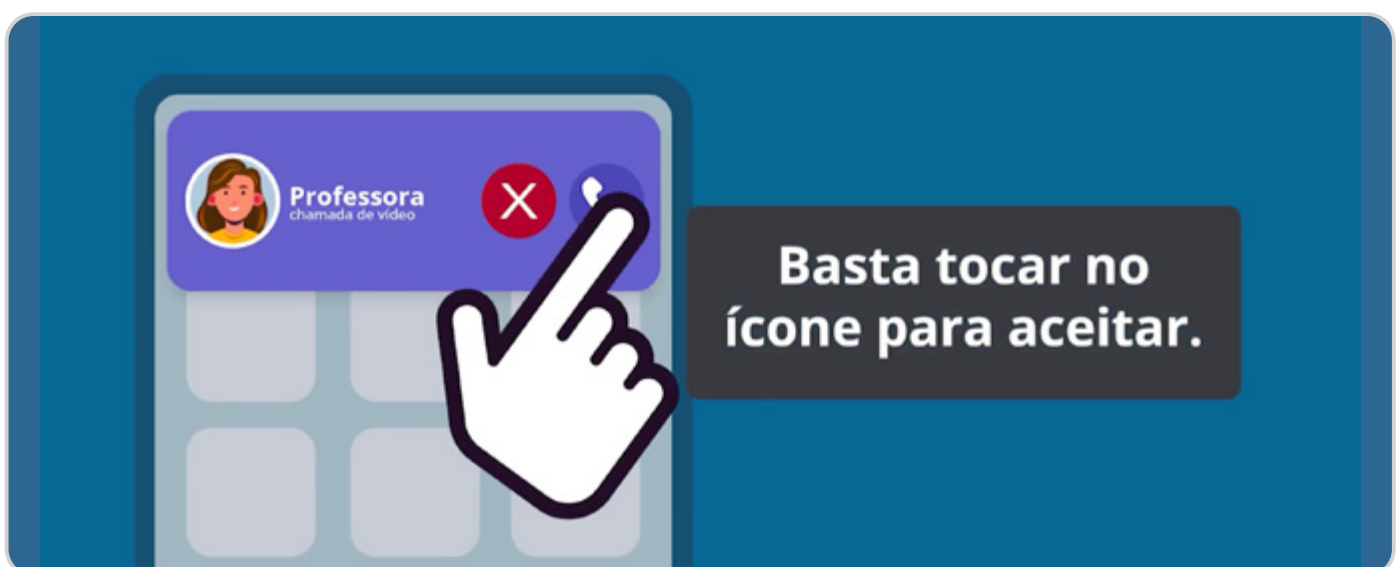 Professora
chamada de vídeo
Basta tocar no
ícone para aceitar.